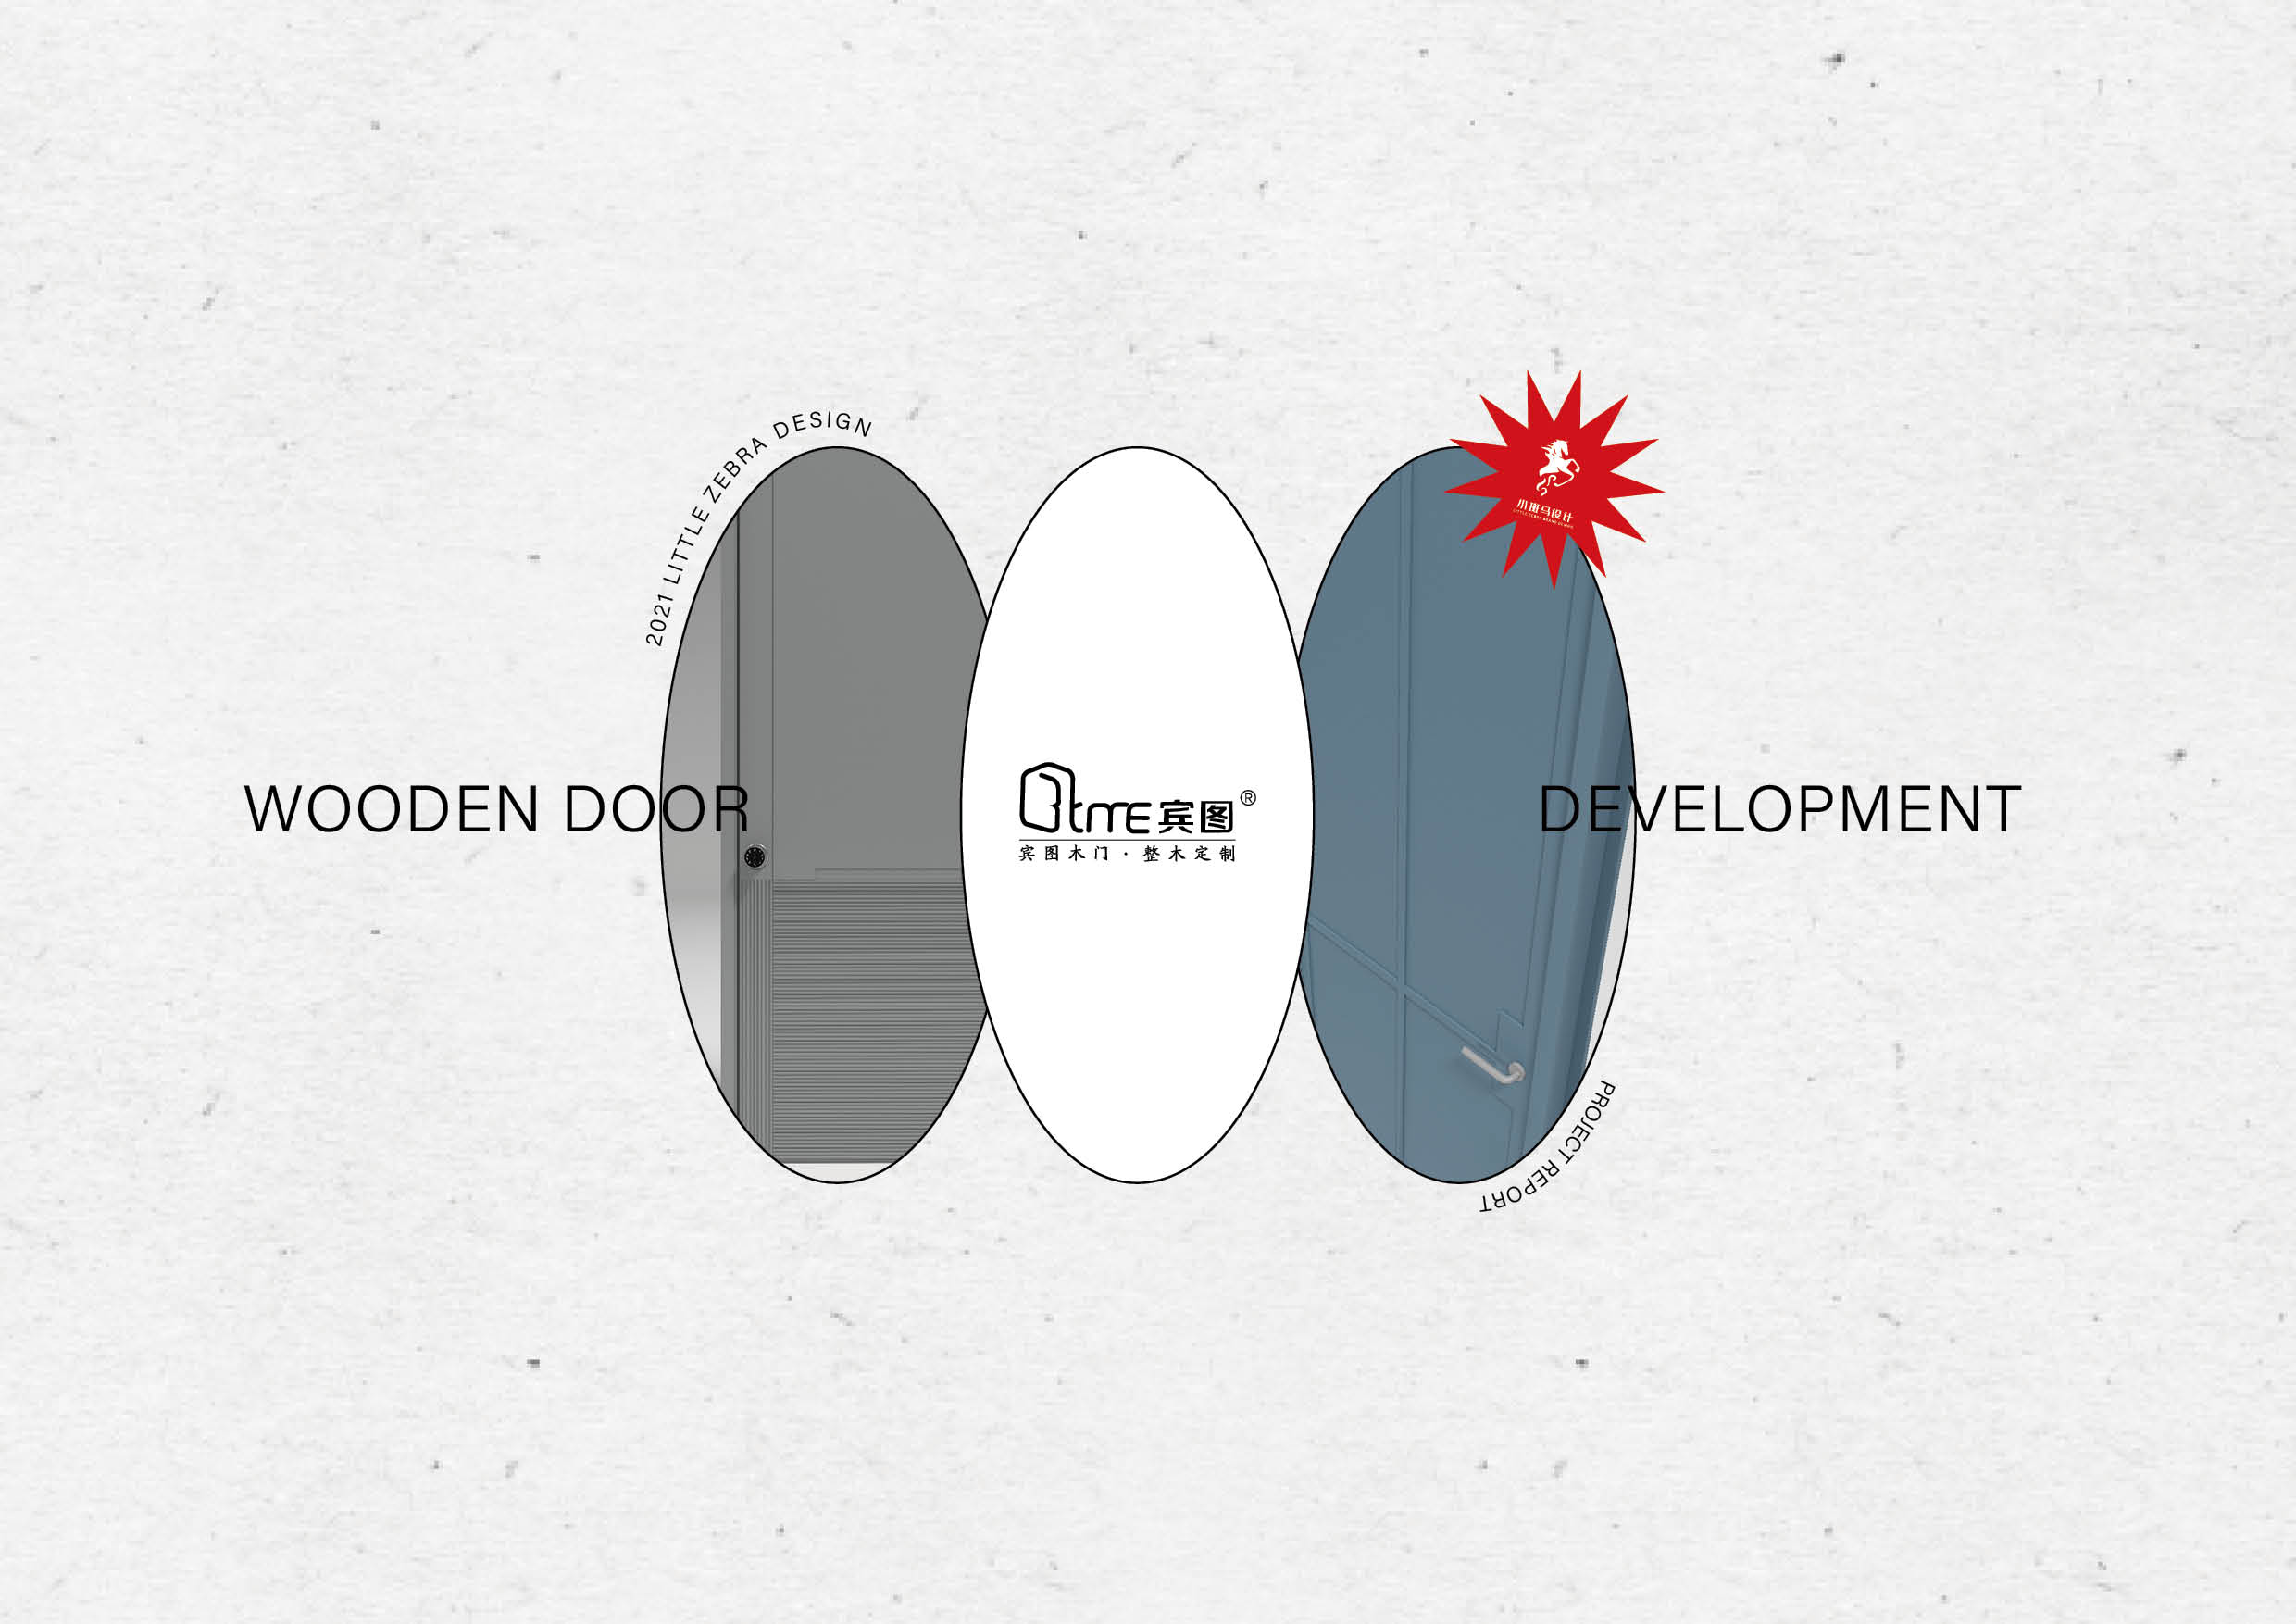 2021 LITTLE ZEBRA DESIGN
小斑马设计
LITTLE ZEBRA BRAND DESIGN
WOODEN DOOR
宾图®
宾图木门·整木定制
DEVELOPMENT
PROJECT REPORT